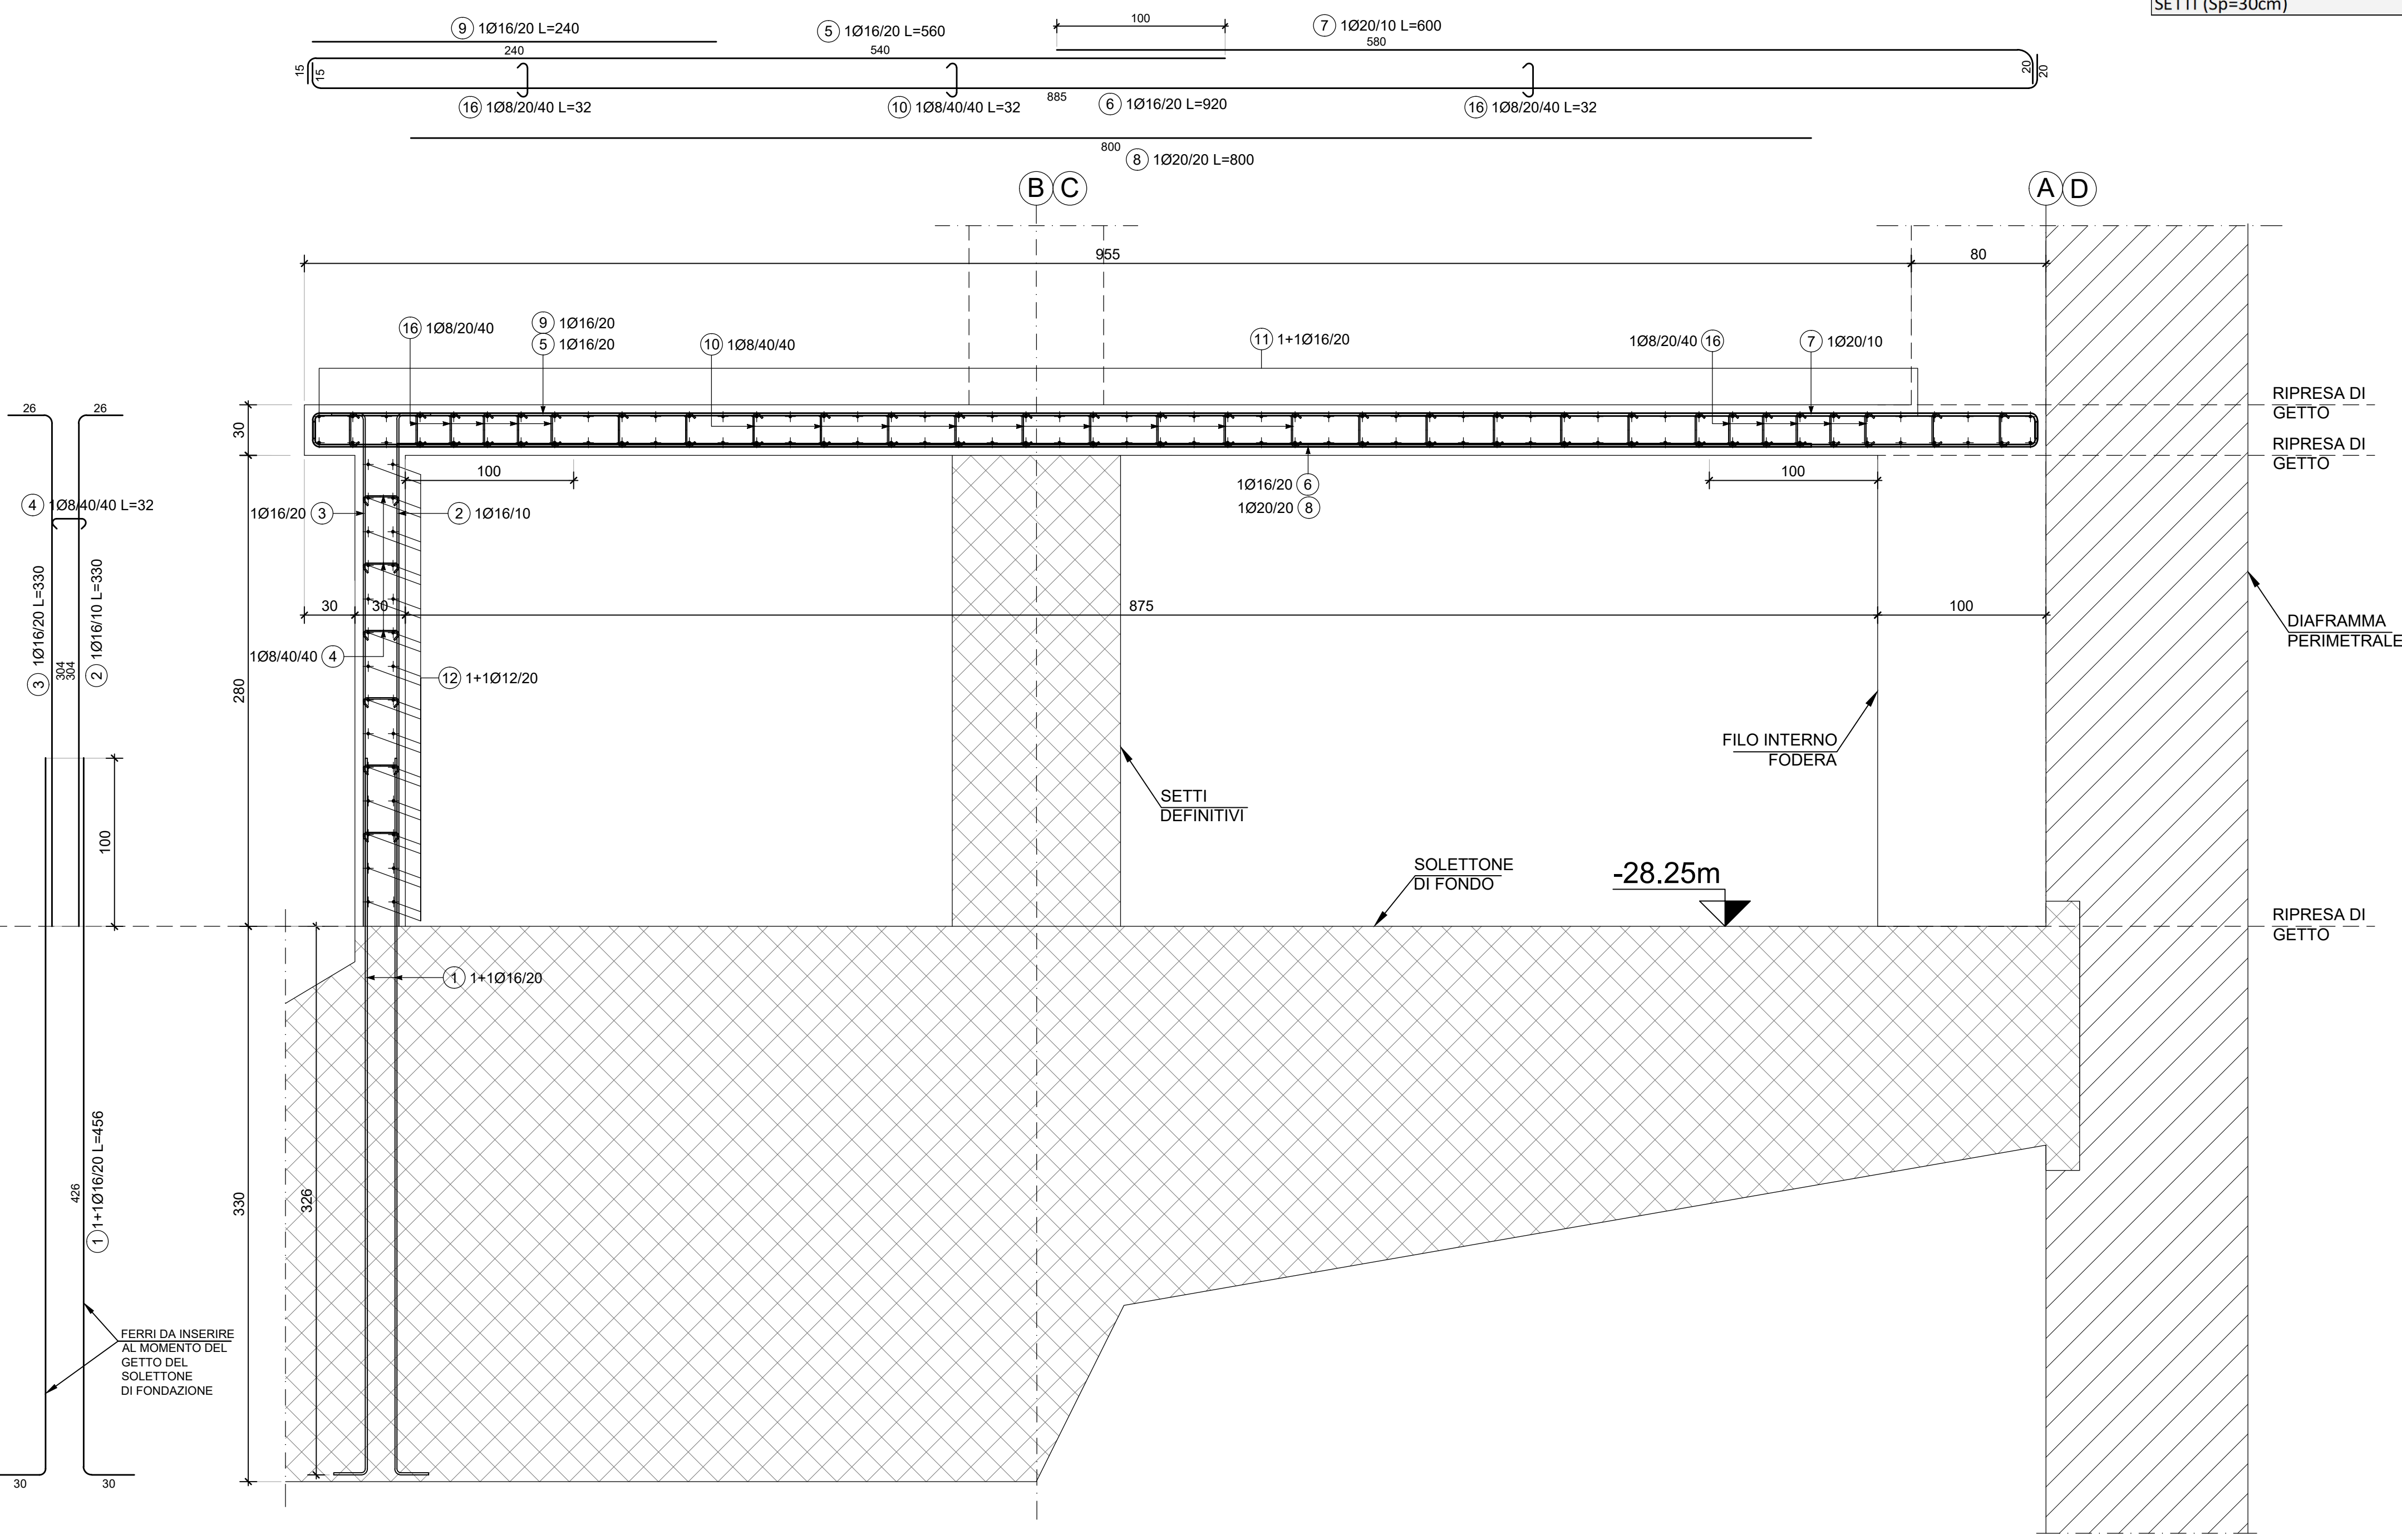 SETTI (Sp=30cm)
9 1Ø16/20 L=240
240
5 1Ø16/20 L=560
540
100
7 1Ø20/10 L=600
580
15
15
20
20
16 1Ø8/20/40 L=32
10 1Ø8/40/40 L=32
885
6 1Ø16/20 L=920
16 1Ø8/20/40 L=32
800
8 1Ø20/20 L=800
B C
A D
955
80
16 1Ø8/20/40
9 1Ø16/20
5 1Ø16/20
10 1Ø8/40/40
11 1+1Ø16/20
1Ø8/20/40 16
7 1Ø20/10
RIPRESA DI
GETTO
RIPRESA DI
GETTO
26
26
30
100
100
1Ø16/20 6
1Ø20/20 8
4 1Ø8/40/40 L=32
1Ø16/20 3
2 1Ø16/10
3 1Ø16/20 L=330
304
304
2 1Ø16/10 L=330
30
30
875
100
DIAFRAMMA
PERIMETRALE
1Ø8/40/40 4
12 1+1Ø12/20
280
FILO INTERNO
FODERA
SETTI
DEFINITIVI
100
SOLETTONE
DI FONDO
-28.25m
RIPRESA DI
GETTO
1 1+1Ø16/20
426
1 1+1Ø16/20 L=456
330
326
FERRI DA INSERIRE
AL MOMENTO DEL
GETTO DEL
SOLETTONE
DI FONDAZIONE
30
30